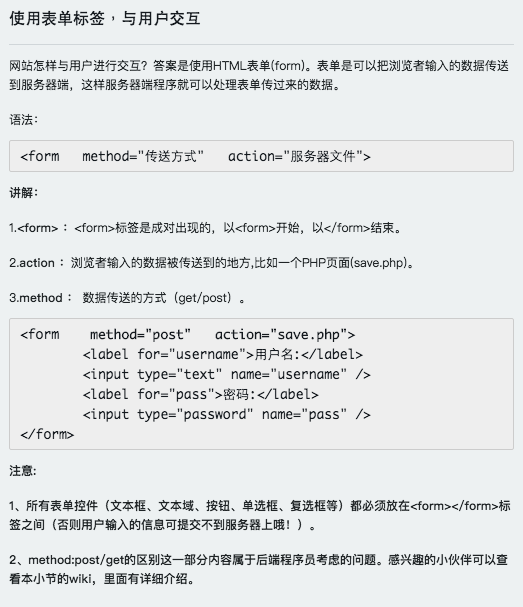 使用表单标签，与用户交互
网站怎样与用户进行交互？答案是使用HTML表单(form)。表单是可以把浏览者输入的数据传送
到服务器端，这样服务器端程序就可以处理表单传过来的数据。
语法：
<form   method="传送方式"   action="服务器文件">
讲解：
1.<form> ：<form>标签是成对出现的，以<form>开始，以</form>结束。
2.action ：浏览者输入的数据被传送到的地方,比如一个PHP页面(save.php)。
3.method ： 数据传送的方式（get/post）。
<form    method="post"   action="save.php">
        <label for="username">用户名:</label>
        <input type="text" name="username" />
        <label for="pass">密码:</label>
        <input type="password" name="pass" />
</form>
注意:
1、所有表单控件（文本框、文本域、按钮、单选框、复选框等）都必须放在<form></form>标
签之间（否则用户输入的信息可提交不到服务器上哦！）。
2、method:post/get的区别这一部分内容属于后端程序员考虑的问题。感兴趣的小伙伴可以查
看本小节的wiki，里面有详细介绍。